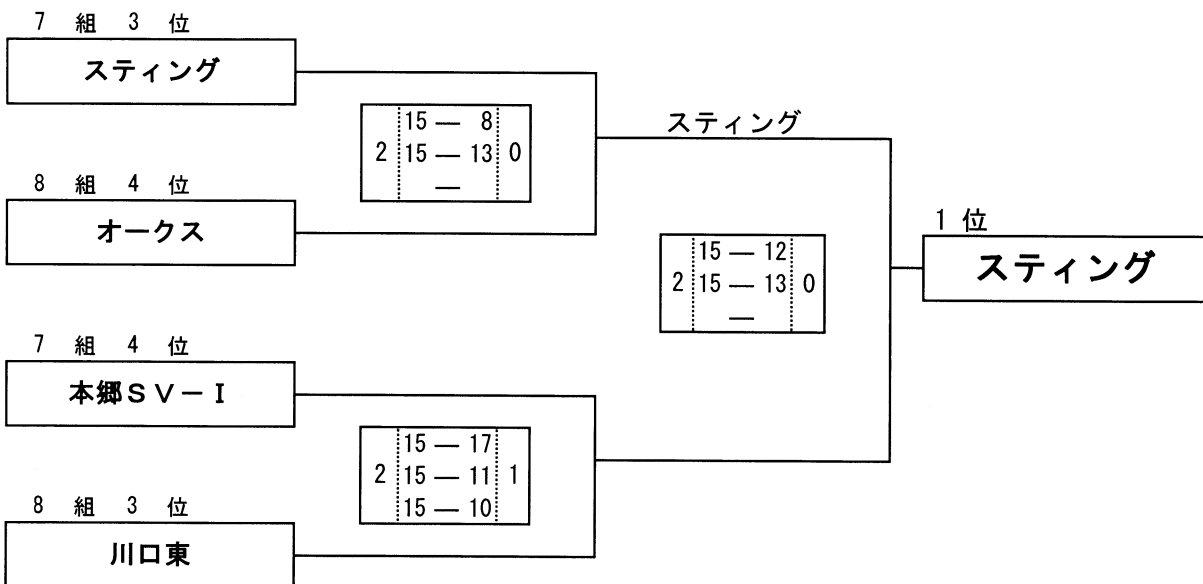 7 組 3 位
スティング
15 — 8
2 15 — 13 0
—
8 組 4 位
オークス
スティング
15 — 12
2 15 — 13 0
—
1 位
スティング
7 組 4 位
本郷SV-I
15 — 17
2 15 — 11 1
15 — 10
8 組 3 位
川口東